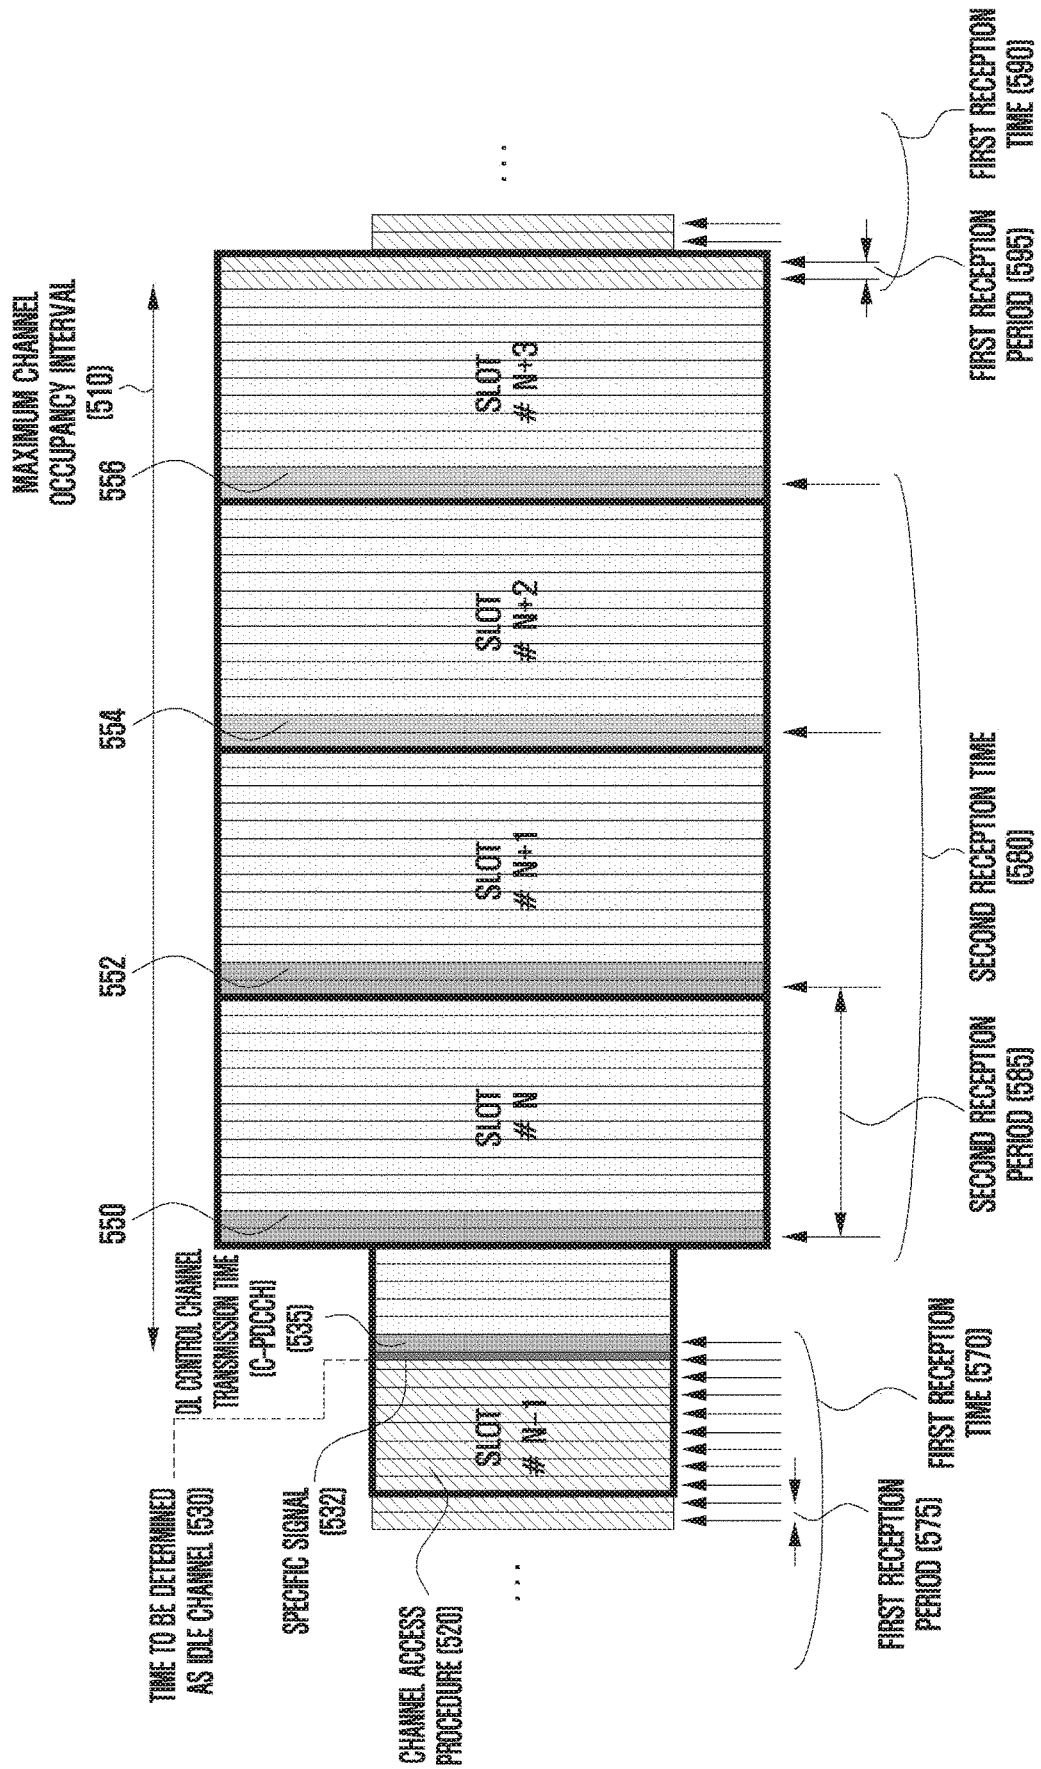 MAXIMUM CHANNEL
OCCUPANCY INTERVAL
(510)
TIME TO BE DETERMINED
AS IDLE CHANNEL (530)
SPECIFIC SIGNAL
(532)
DL CONTROL CHANNEL
TRANSMISSION TIME
(C-PDCCH)
(535)
550
552
554
556
CHANNEL ACCESS
PROCEDURE (520)
...
SLOT
# N-1
SLOT
# N
SLOT
# N+1
SLOT
# N+2
SLOT
# N+3
...
FIRST RECEPTION
PERIOD (575)
FIRST RECEPTION
TIME (570)
SECOND RECEPTION
PERIOD (585)
SECOND RECEPTION TIME
(580)
FIRST RECEPTION
PERIOD (595)
FIRST RECEPTION
TIME (590)